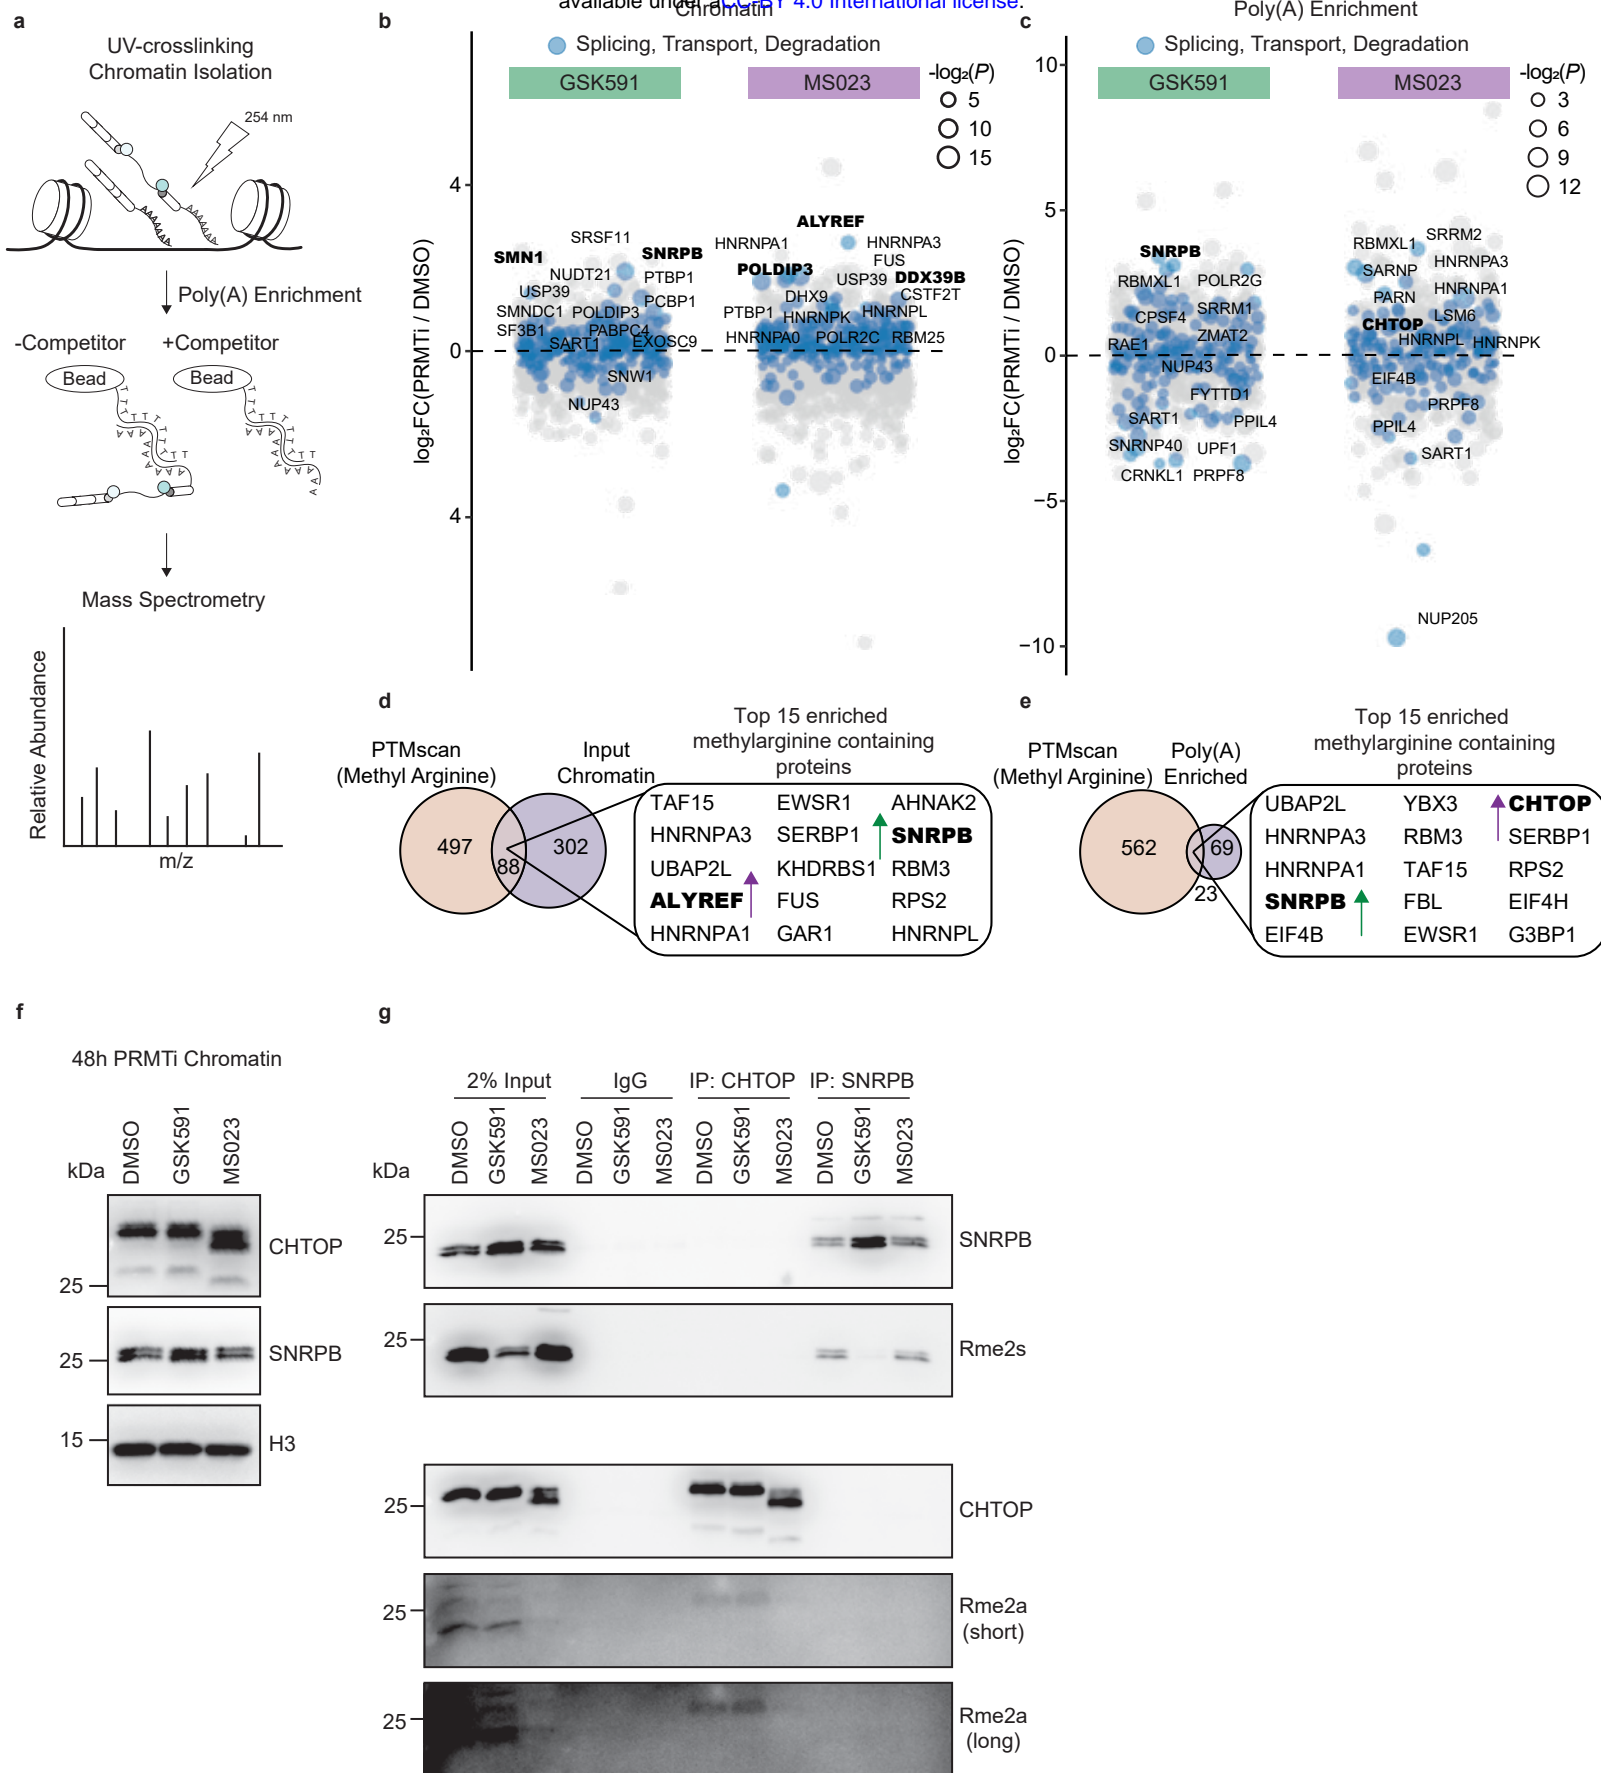 available under aCC-BY 4.0 International license.
a
UV-crosslinking
Chromatin Isolation
254 nm
AAAAAA
AAAAAA
Poly(A) Enrichment
-Competitor
+Competitor
Bead
Bead
Mass Spectrometry
Relative Abundance
m/z
b
Chromatin
Splicing, Transport, Degradation
GSK591
MS023
-log₂(P)
5
10
15
log₂FC(PRMTi / DMSO)
4
0
4
SMN1
SRSF11
SNRPB
NUDT21
PTBP1
USP39
PCBP1
SMNDC1
POLDIP3
SF3B1
PABPC4
SART1
EXOSC9
SNW1
NUP43
ALYREF
HNRNPA1
HNRNPA3
FUS
POLDIP3
USP39
DDX39B
DHX9
CSTF2T
PTBP1
HNRNPK
HNRNPL
HNRNPA0
POLR2C
RBM25
c
Poly(A) Enrichment
Splicing, Transport, Degradation
GSK591
MS023
-log₂(P)
3
6
9
12
log₂FC(PRMTi / DMSO)
10
5
0
−5
−10
SNRPB
RBMXL1
POLR2G
CPSF4
SRRM1
RAE1
ZMAT2
NUP43
FYTTD1
SART1
PPIL4
SNRNP40
UPF1
CRNKL1
PRPF8
RBMXL1
SRRM2
SARNP
HNRNPA3
PARN
HNRNPA1
CHTOP
LSM6
HNRNPL
HNRNPK
EIF4B
PRPF8
PPIL4
SART1
NUP205
d
PTMscan
(Methyl Arginine)
Input
Chromatin
497
88
302
Top 15 enriched
methylarginine containing
proteins
TAF15 EWSR1 AHNAK2
HNRNPA3 SERBP1 SNRPB
UBAP2L KHDRBS1 RBM3
ALYREF FUS RPS2
HNRNPA1 GAR1 HNRNPL
e
PTMscan
(Methyl Arginine)
Poly(A)
Enriched
562
69
23
Top 15 enriched
methylarginine containing
proteins
UBAP2L YBX3 CHTOP
HNRNPA3 RBM3 SERBP1
HNRNPA1 TAF15 RPS2
SNRPB FBL EIF4H
EIF4B EWSR1 G3BP1
f
48h PRMTi Chromatin
kDa
DMSO
GSK591
MS023
25
CHTOP
25
SNRPB
15
H3
g
2% Input IgG IP: CHTOP IP: SNRPB
kDa
DMSO GSK591 MS023 DMSO GSK591 MS023 DMSO GSK591 MS023 DMSO GSK591 MS023
25
SNRPB
25
Rme2s
25
CHTOP
25
Rme2a
(short)
25
Rme2a
(long)